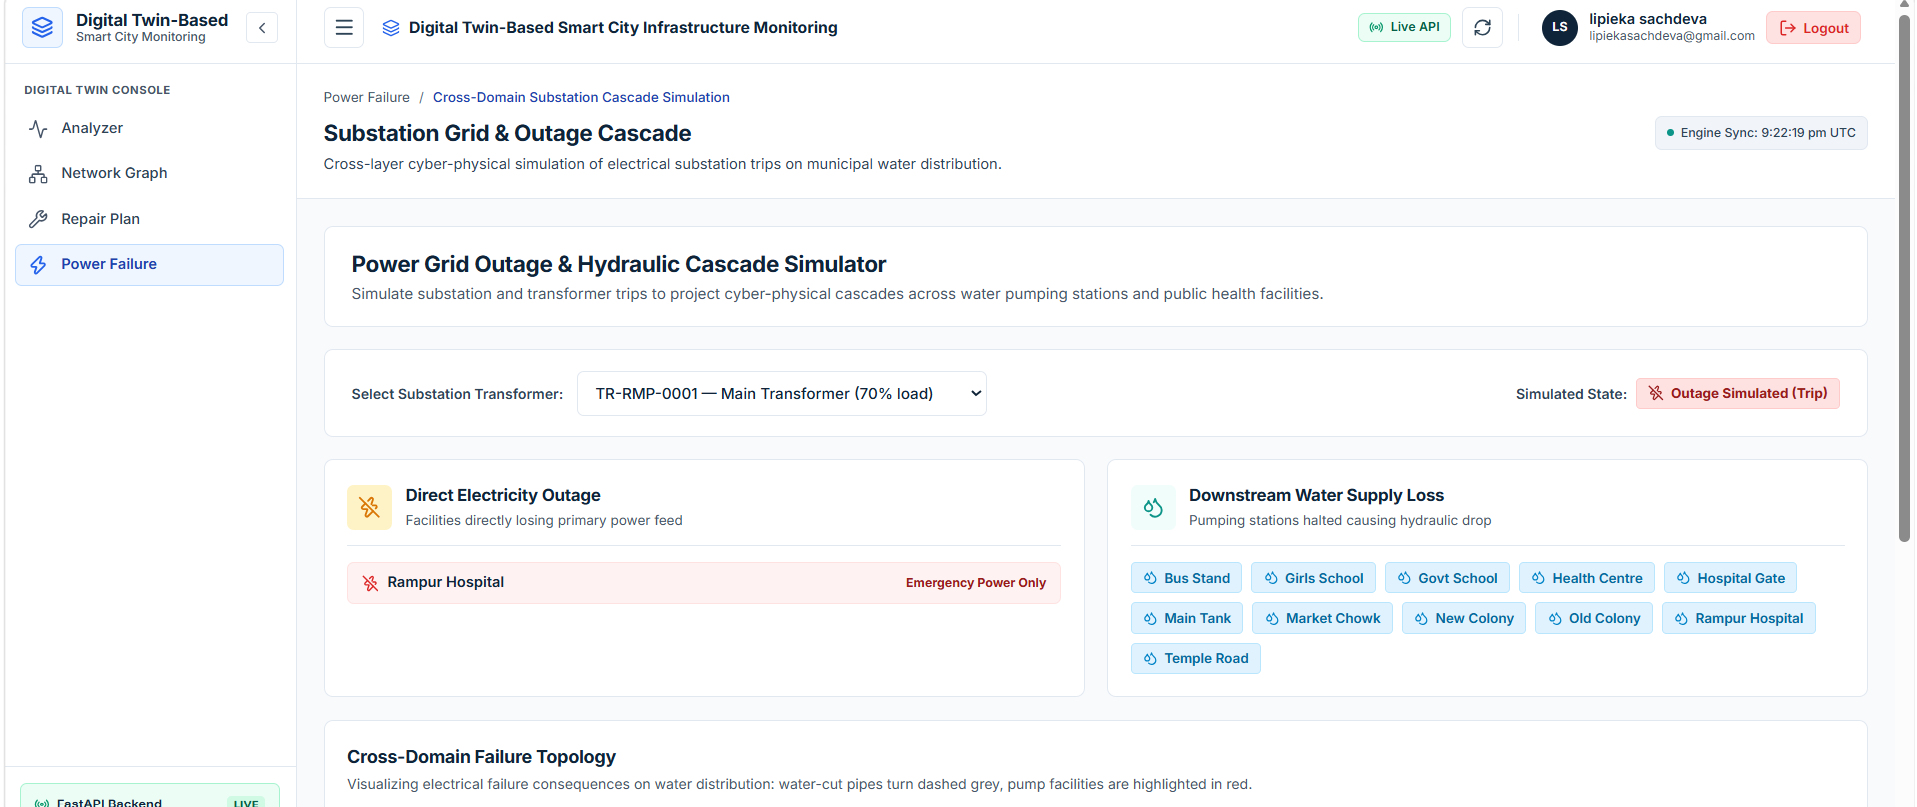 Digital Twin-Based
Smart City Monitoring
Digital Twin-Based Smart City Infrastructure Monitoring
Live API
LS
lipieka sachdeva
lipiekasachdeva@gmail.com
Logout
DIGITAL TWIN CONSOLE
Analyzer
Network Graph
Repair Plan
Power Failure
FastAPI Backend
LIVE
Power Failure / Cross-Domain Substation Cascade Simulation
Substation Grid & Outage Cascade
Cross-layer cyber-physical simulation of electrical substation trips on municipal water distribution.
Engine Sync: 9:22:19 pm UTC
Power Grid Outage & Hydraulic Cascade Simulator
Simulate substation and transformer trips to project cyber-physical cascades across water pumping stations and public health facilities.
Select Substation Transformer:
TR-RMP-0001 — Main Transformer (70% load)
Simulated State:
Outage Simulated (Trip)
Direct Electricity Outage
Facilities directly losing primary power feed
Rampur Hospital
Emergency Power Only
Downstream Water Supply Loss
Pumping stations halted causing hydraulic drop
Bus Stand
Girls School
Govt School
Health Centre
Hospital Gate
Main Tank
Market Chowk
New Colony
Old Colony
Rampur Hospital
Temple Road
Cross-Domain Failure Topology
Visualizing electrical failure consequences on water distribution: water-cut pipes turn dashed grey, pump facilities are highlighted in red.